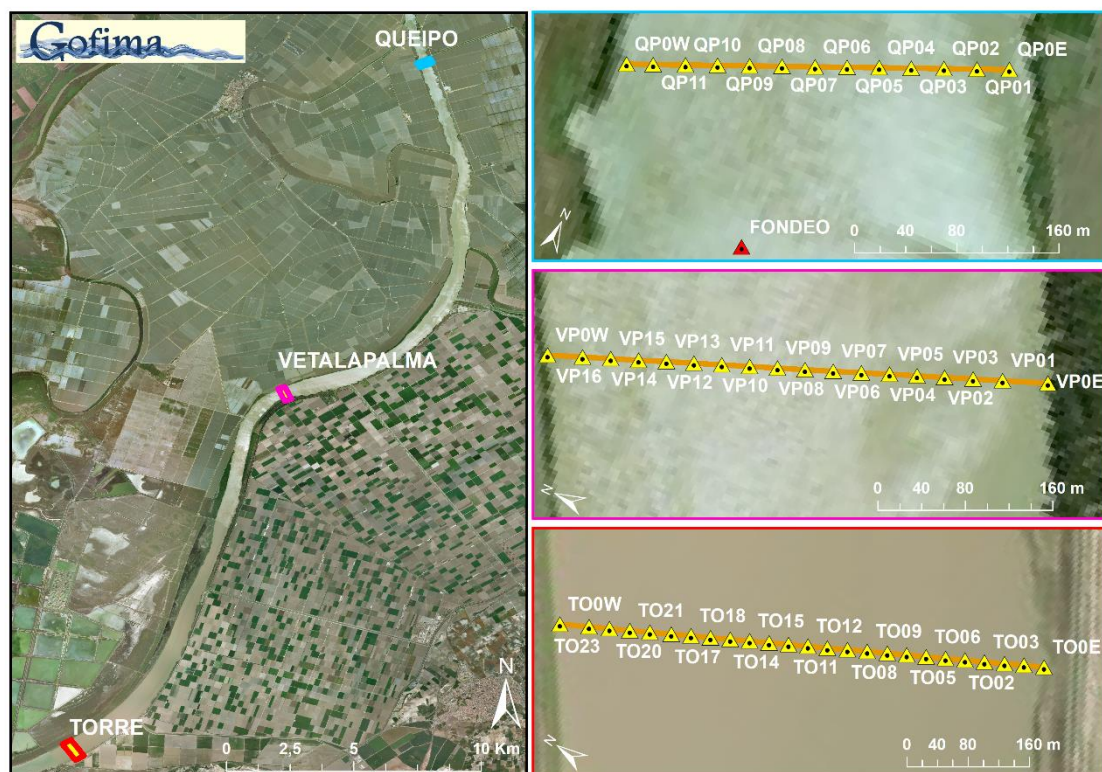 Gofima
QUEIPO
VETALAPALMA
TORRE
N
0 2,5 5 10 Km
QP0W QP10 QP08 QP06 QP04 QP02 QP0E
QP11 QP09 QP07 QP05 QP03 QP01
FONDEO
N
0 40 80 160 m
VP0W VP15 VP13 VP11 VP09 VP07 VP05 VP03 VP01
VP16 VP14 VP12 VP10 VP08 VP06 VP04 VP02 VP0E
N
0 40 80 160 m
TO0W TO21 TO18 TO15 TO12 TO09 TO06 TO03 TO0E
TO23 TO20 TO17 TO14 TO11 TO08 TO05 TO02
N
0 40 80 160 m